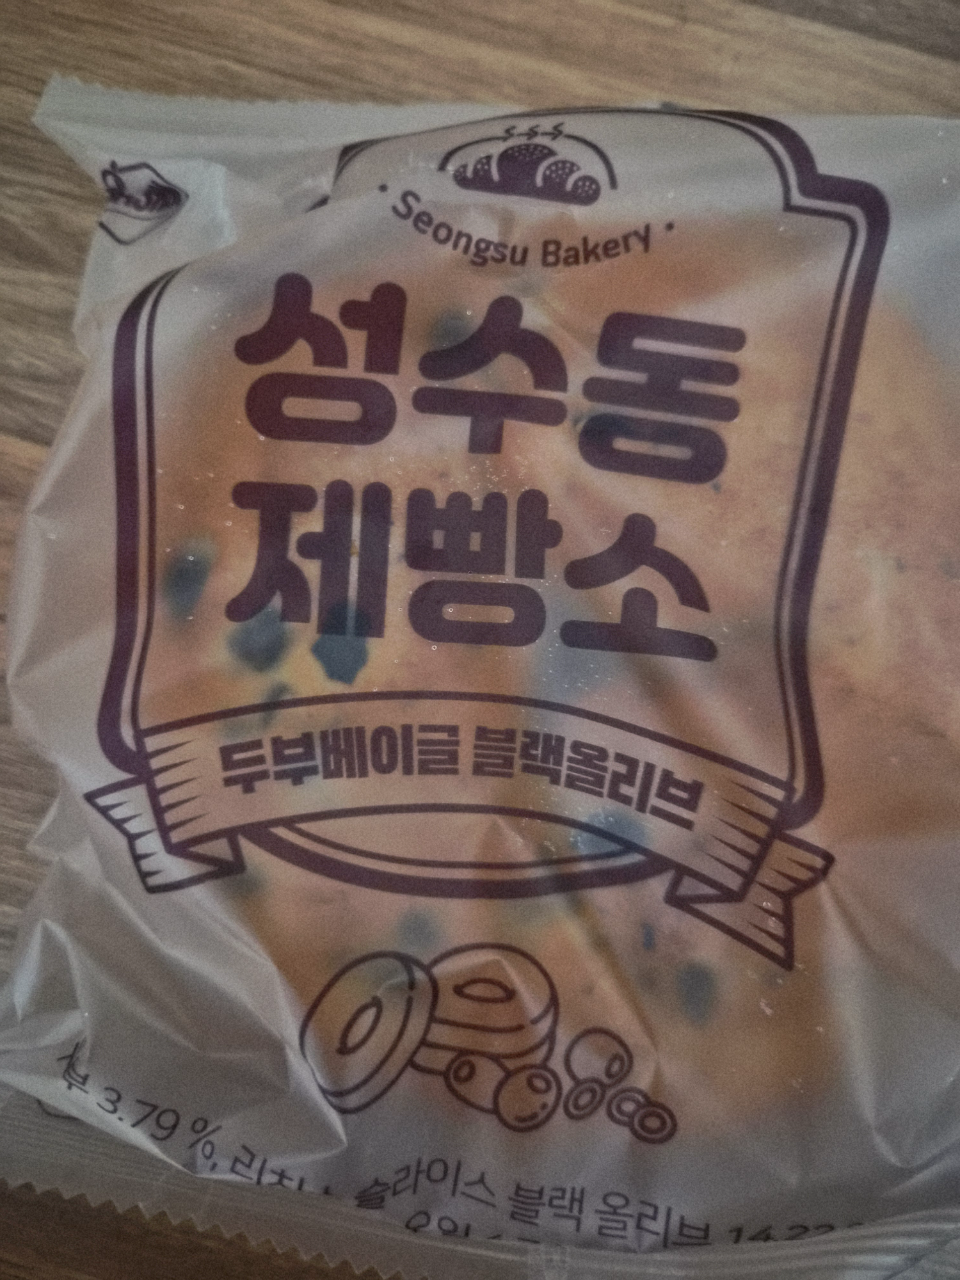 · Seongsu Bakery ·
성수동
제빵소
두부베이글 블랙올리브
3.79%, 슬라이스 블랙 올리브